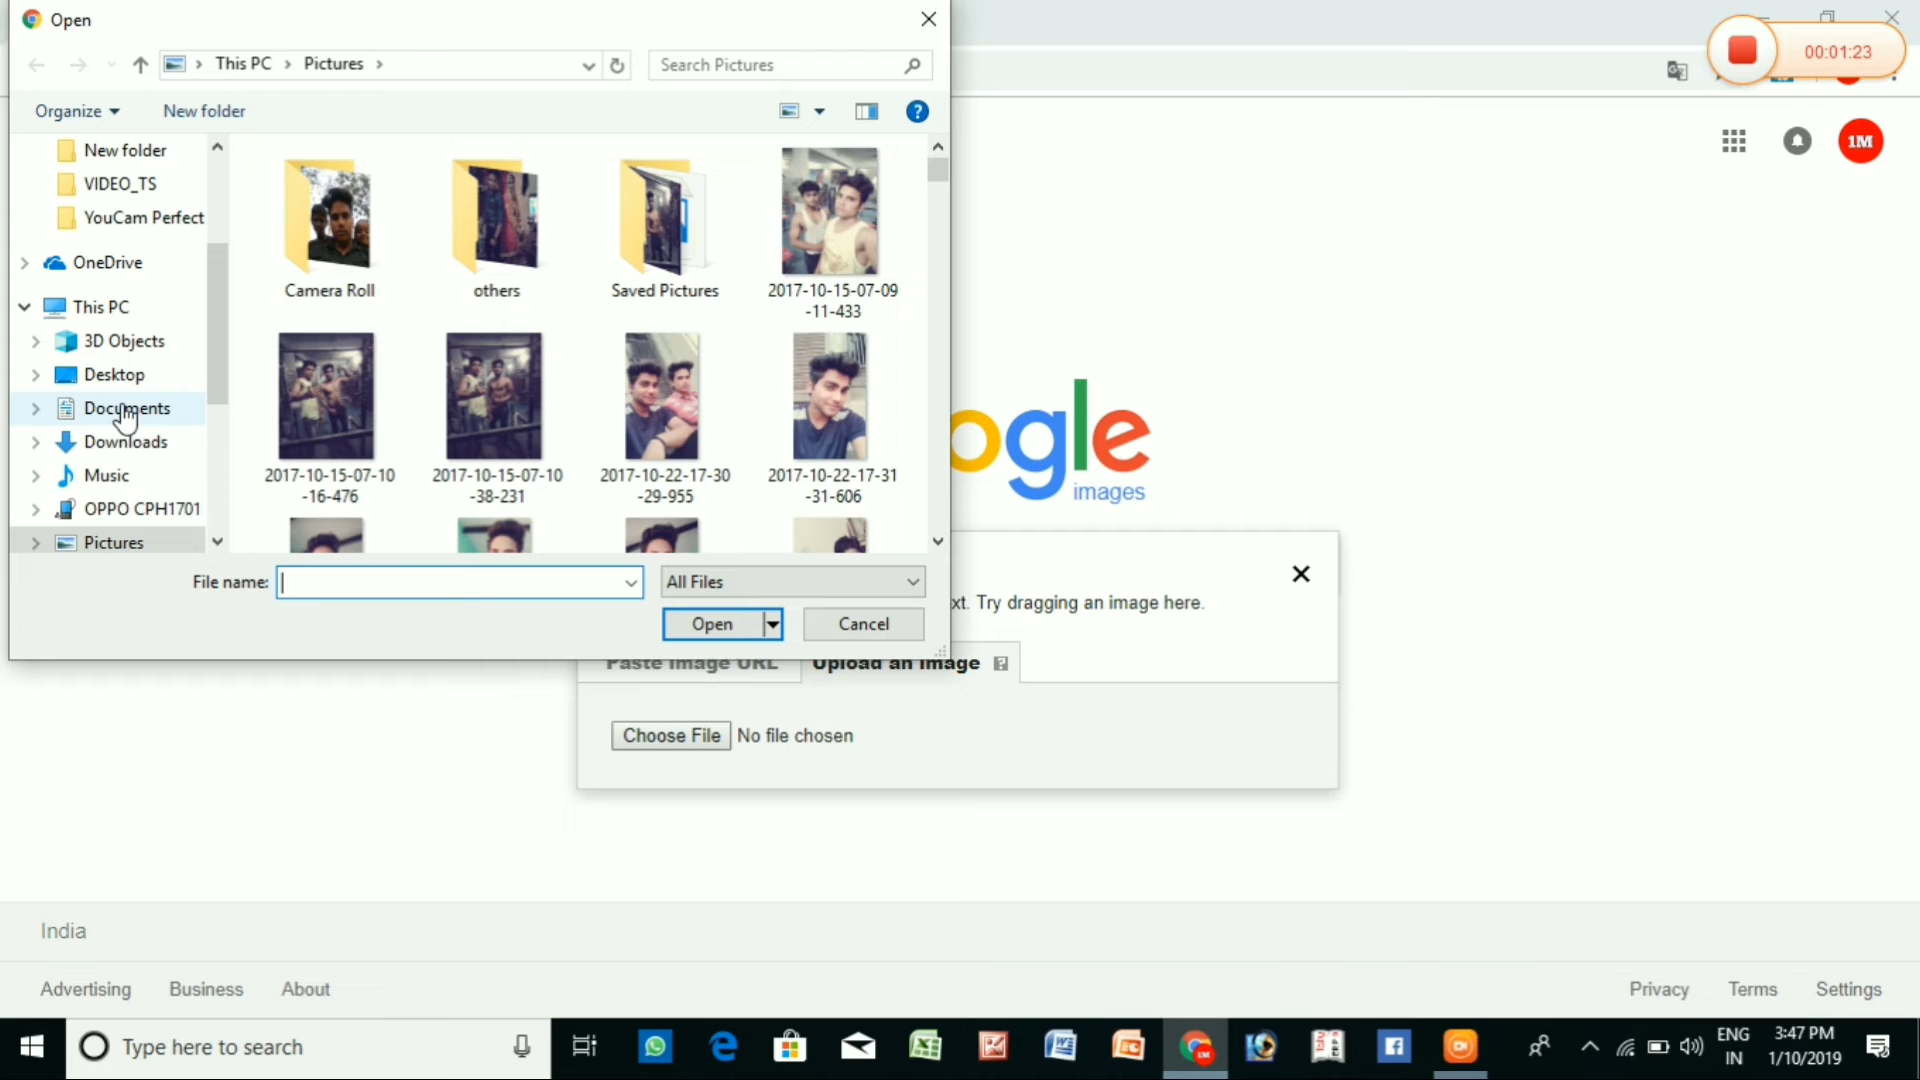 Open
00:01:23
This PC
Pictures
Search Pictures
Organize
New folder
?
New folder
VIDEO_TS
YouCam Perfect
OneDrive
This PC
3D Objects
Desktop
Documents
Downloads
Music
OPPO CPH1701
Pictures
Camera Roll
others
Saved Pictures
2017-10-15-07-09
-11-433
2017-10-15-07-10
-16-476
2017-10-15-07-10
-38-231
2017-10-22-17-30
-29-955
2017-10-22-17-31
-31-606
File name:
All Files
Open
Cancel
1M
ogle
images
xt. Try dragging an image here.
Paste image URL
Upload an image
?
Choose File
No file chosen
India
Advertising
Business
About
Privacy
Terms
Settings
Type here to search
ENG
IN
3:47 PM
1/10/2019